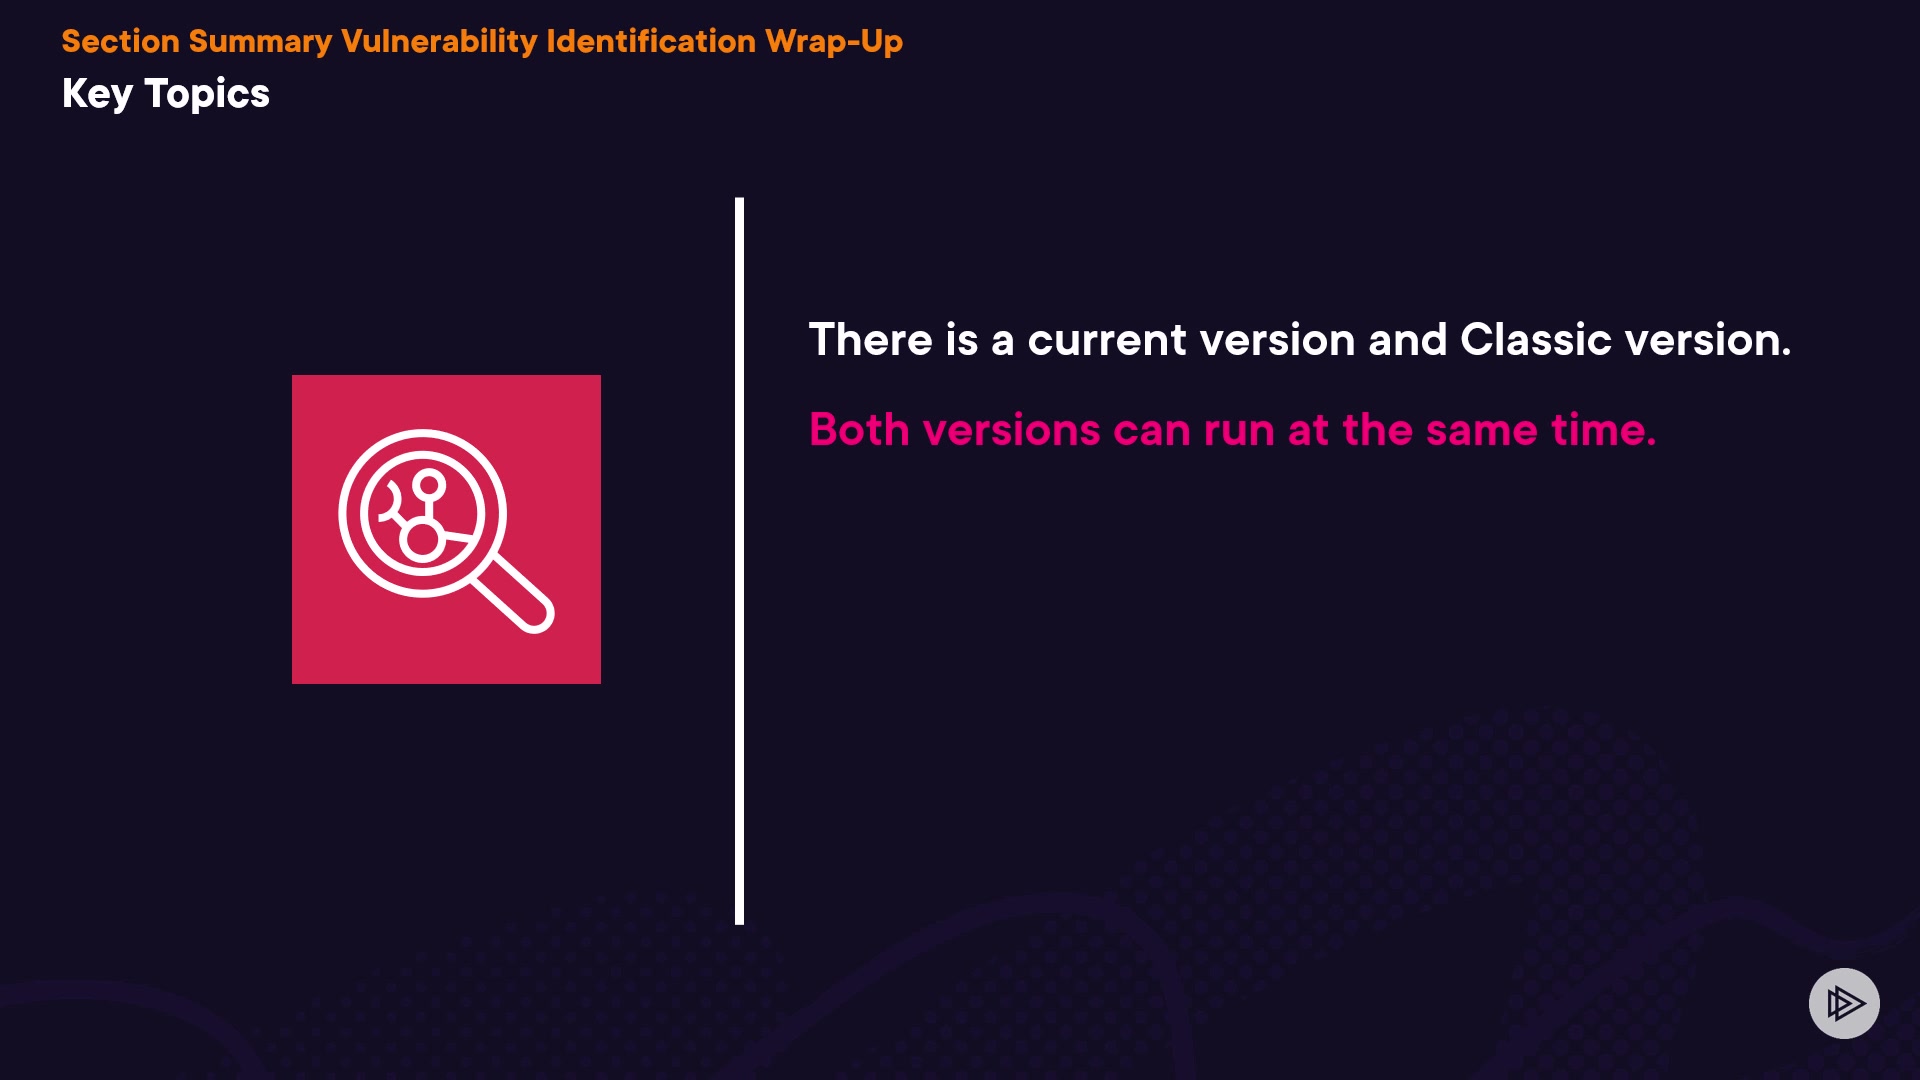 Section Summary Vulnerability Identification Wrap-Up
Key Topics
There is a current version and Classic version.
Both versions can run at the same time.